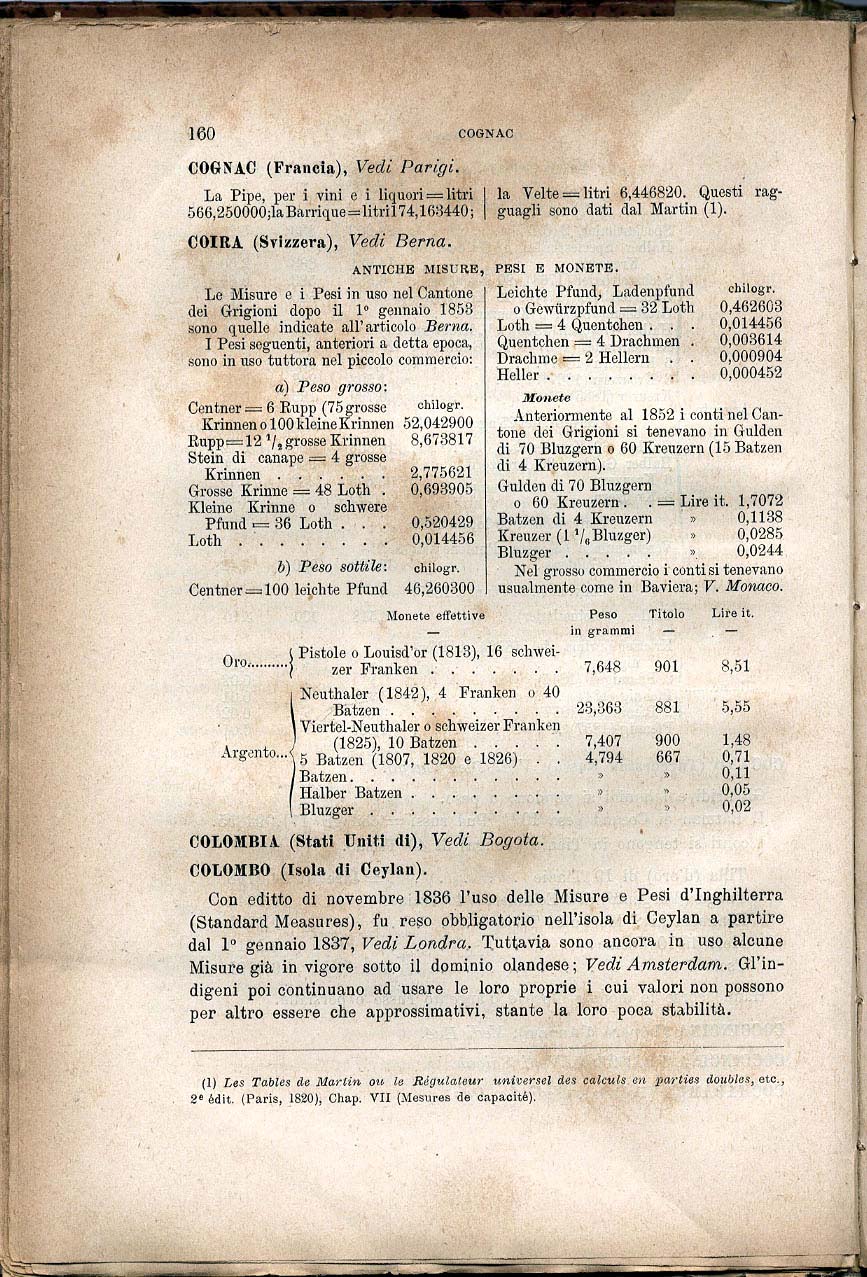 160 COGNAC
COGNAC (Francia), Vedi Parigi.
La Pipe, per i vini e i liquori = litri
566,250000; la Barrique = litri 174,163440;
la Velte = litri 6,446820. Questi rag-
guagli sono dati dal Martin (1).
COIRA (Svizzera), Vedi Berna.
ANTICHE MISURE, PESI E MONETE.
Le Misure e i Pesi in uso nel Cantone
dei Grigioni dopo il 1° gennaio 1853
sono quelle indicate all'articolo Berna.
I Pesi seguenti, anteriori a detta epoca,
sono in uso tuttora nel piccolo commercio:
a) Peso grosso:
Centner = 6 Rupp (75 grosse chilogr.
Krinnen o 100 kleine Krinnen 52,042900
Rupp = 12 1/2 grosse Krinnen 8,673817
Stein di canape = 4 grosse
Krinnen . . . . . . 2,775621
Grosse Krinne = 48 Loth . 0,693905
Kleine Krinne o schwere
Pfund = 36 Loth . . . 0,520429
Loth . . . . . . . . 0,014456
b) Peso sottile: chilogr.
Centner = 100 leichte Pfund 46,260300
Leichte Pfund, Ladenpfund chilogr.
o Gewürzpfund = 32 Loth 0,462603
Loth = 4 Quentchen . . . 0,014456
Quentchen = 4 Drachmen . 0,003614
Drachme = 2 Hellern . . 0,000904
Heller . . . . . . . . 0,000452
Monete
Anteriormente al 1852 i conti nel Can-
tone dei Grigioni si tenevano in Gulden
di 70 Bluzgern o 60 Kreuzern (15 Batzen
di 4 Kreuzern).
Gulden di 70 Bluzgern
o 60 Kreuzern . . = Lire it. 1,7072
Batzen di 4 Kreuzern » 0,1138
Kreuzer (1 1/6 Bluzger) » 0,0285
Bluzger . . . . . » 0,0244
Nel grosso commercio i conti si tenevano
usualmente come in Baviera; V. Monaco.
Monete effettive Peso Titolo Lire it.
— in grammi — —
Oro.......... Pistole o Louisd'or (1813), 16 schwei-
zer Franken . . . . . . . 7,648 901 8,51
Neuthaler (1842), 4 Franken o 40
Batzen . . . . . . . . . 23,363 881 5,55
Viertel-Neuthaler o schweizer Franken
(1825), 10 Batzen . . . . . 7,407 900 1,48
Argento... 5 Batzen (1807, 1820 e 1826) . . 4,794 667 0,71
Batzen. . . . . . . . . . . » » 0,11
Halber Batzen . . . . . . . . » » 0,05
Bluzger . . . . . . . . . . » » 0,02
COLOMBIA (Stati Uniti di), Vedi Bogota.
COLOMBO (Isola di Ceylan).
Con editto di novembre 1836 l'uso delle Misure e Pesi d'Inghilterra
(Standard Measures), fu reso obbligatorio nell'isola di Ceylan a partire
dal 1° gennaio 1837, Vedi Londra. Tuttavia sono ancora in uso alcune
Misure già in vigore sotto il dominio olandese; Vedi Amsterdam. Gl'in-
digeni poi continuano ad usare le loro proprie i cui valori non possono
per altro essere che approssimativi, stante la loro poca stabilità.
(1) Les Tables de Martin ou le Régulateur universel des calculs en parties doubles, etc.,
2e édit. (Paris, 1820), Chap. VII (Mesures de capacité).